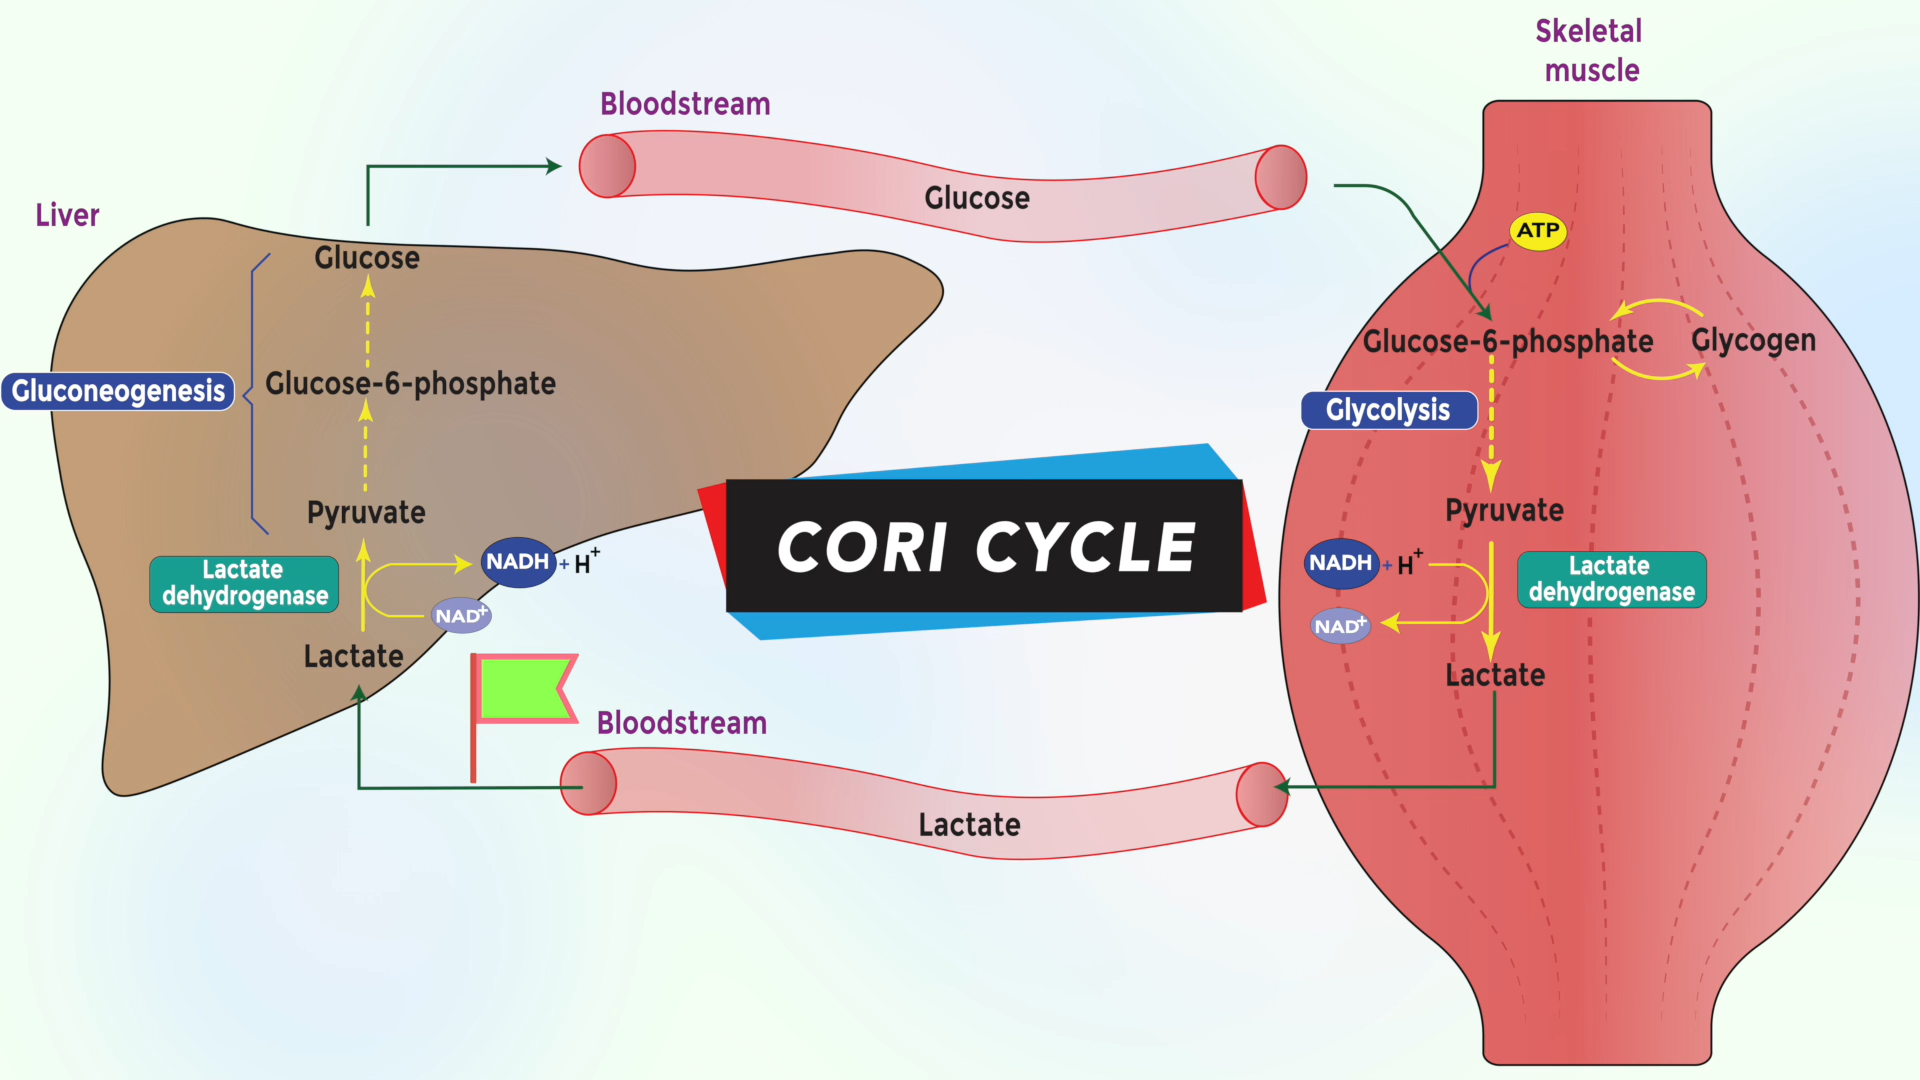 Skeletal
muscle
Bloodstream
Glucose
Liver
Glucose
Gluconeogenesis
Glucose-6-phosphate
Pyruvate
Lactate
dehydrogenase
NADH + H+
NAD+
Lactate
CORI CYCLE
ATP
Glucose-6-phosphate
Glycogen
Glycolysis
Pyruvate
NADH + H+
NAD+
Lactate
dehydrogenase
Lactate
Bloodstream
Lactate